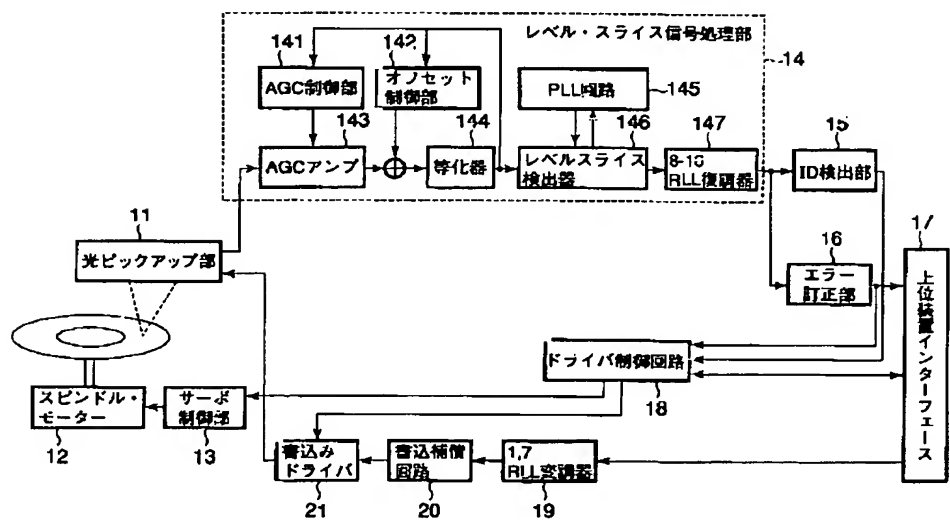 レベル・スライス信号処理部
14
141
AGC制御部
142
オフセット
制御部
143
AGCアンプ
144
等化器
PLL回路
145
146
レベルスライス
検出器
147
8-16
RLL復調器
15
ID検出部
16
エラー
訂正部
17
上位装置インターフェース
11
光ピックアップ部
スピンドル・
モーター
12
サーボ
制御部
13
ドライバ制御回路
18
書込み
ドライバ
21
書込補償
回路
20
1,7
RLL変調器
19